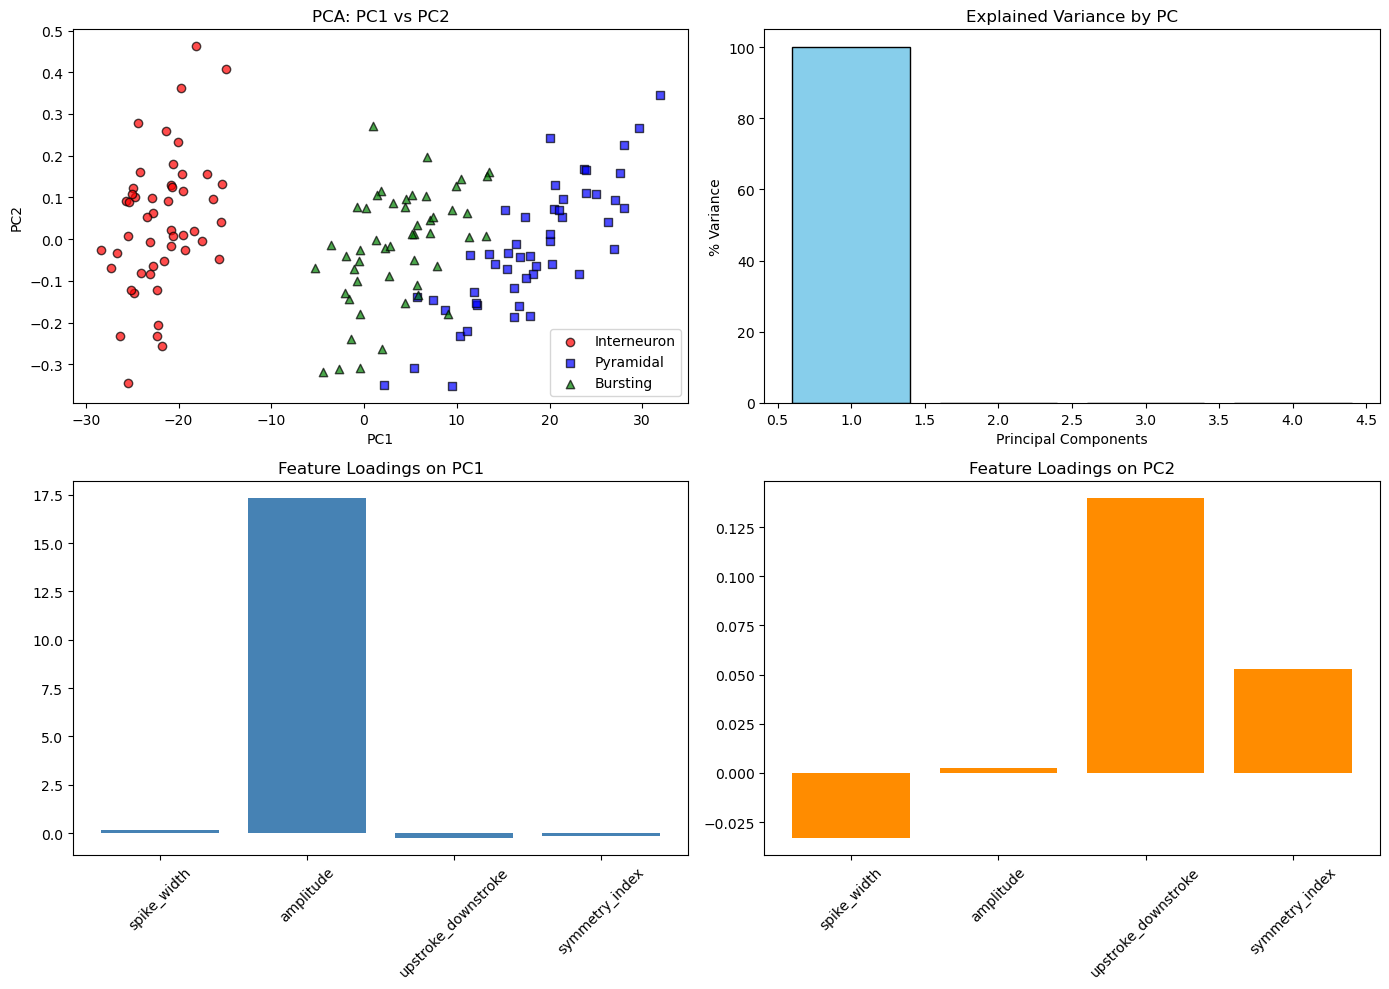 PCA: PC1 vs PC2
PC2
0.5
0.4
0.3
0.2
0.1
0.0
−0.1
−0.2
−0.3
−30
−20
−10
0
10
20
30
PC1
Interneuron
Pyramidal
Bursting
Explained Variance by PC
% Variance
100
80
60
40
20
0
0.5
1.0
1.5
2.0
2.5
3.0
3.5
4.0
4.5
Principal Components
Feature Loadings on PC1
17.5
15.0
12.5
10.0
7.5
5.0
2.5
0.0
spike_width
amplitude
upstroke_downstroke
symmetry_index
Feature Loadings on PC2
0.125
0.100
0.075
0.050
0.025
0.000
−0.025
spike_width
amplitude
upstroke_downstroke
symmetry_index